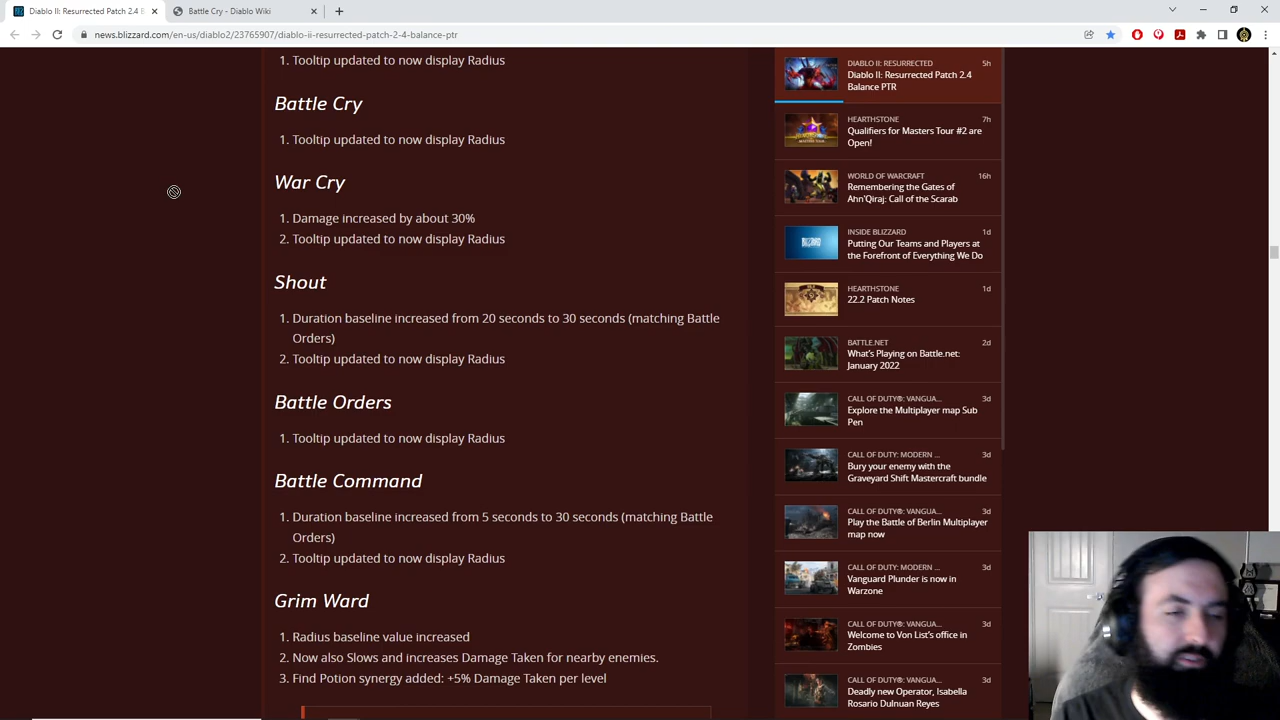 Diablo II: Resurrected Patch 2.4 B
Battle Cry - Diablo Wiki
news.blizzard.com/en-us/diablo2/23765907/diablo-ii-resurrected-patch-2-4-balance-ptr
1. Tooltip updated to now display Radius
Battle Cry
1. Tooltip updated to now display Radius
War Cry
1. Damage increased by about 30%
2. Tooltip updated to now display Radius
Shout
1. Duration baseline increased from 20 seconds to 30 seconds (matching Battle
Orders)
2. Tooltip updated to now display Radius
Battle Orders
1. Tooltip updated to now display Radius
Battle Command
1. Duration baseline increased from 5 seconds to 30 seconds (matching Battle
Orders)
2. Tooltip updated to now display Radius
Grim Ward
1. Radius baseline value increased
2. Now also Slows and increases Damage Taken for nearby enemies.
3. Find Potion synergy added: +5% Damage Taken per level
DIABLO II: RESURRECTED 5h
Diablo II: Resurrected Patch 2.4
Balance PTR
HEARTHSTONE 7h
Qualifiers for Masters Tour #2 are
Open!
WORLD OF WARCRAFT 16h
Remembering the Gates of
Ahn'Qiraj: Call of the Scarab
INSIDE BLIZZARD 1d
Putting Our Teams and Players at
the Forefront of Everything We Do
HEARTHSTONE 1d
22.2 Patch Notes
BATTLE.NET 2d
What's Playing on Battle.net:
January 2022
CALL OF DUTY®: VANGUA... 3d
Explore the Multiplayer map Sub
Pen
CALL OF DUTY: MODERN ... 3d
Bury your enemy with the
Graveyard Shift Mastercraft bundle
CALL OF DUTY®: VANGUA... 3d
Play the Battle of Berlin Multiplayer
map now
CALL OF DUTY: MODERN ... 3d
Vanguard Plunder is now in
Warzone
CALL OF DUTY®: VANGUA... 3d
Welcome to Von List's office in
Zombies
CALL OF DUTY®: VANGUA... 3d
Deadly new Operator, Isabella
Rosario Dulnuan Reyes